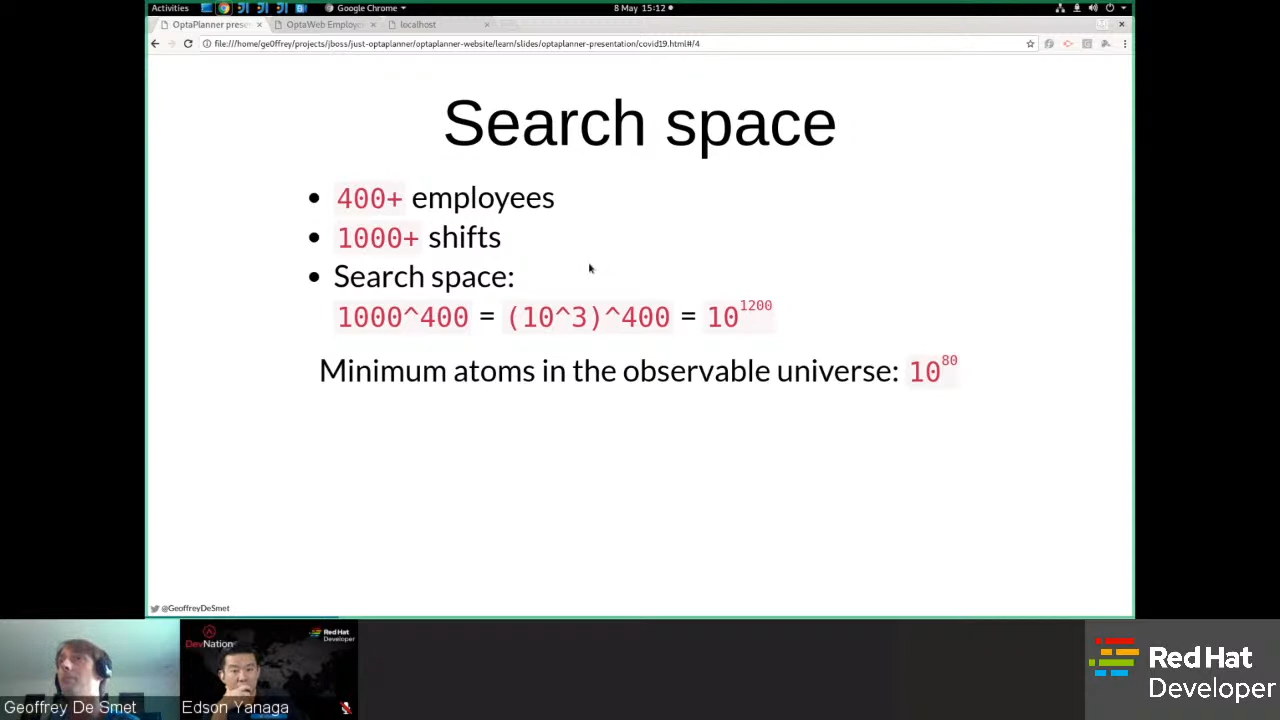 Activities
Google Chrome
8 May 15:12
OptaPlanner prese
OptaWeb Employe
localhost
file:///home/ge0ffrey/projects/jboss/just-optaplanner/optaplanner-website/learn/slides/optaplanner-presentation/covid19.html#/4
Search space
• 400+ employees
• 1000+ shifts
• Search space:
1000^400 = (10^3)^400 = 10^1200
Minimum atoms in the observable universe: 10^80
@GeoffreyDeSmet
Geoffrey De Smet
DevNation
Red Hat
Developer
Edson Yanaga
Red Hat
Developer